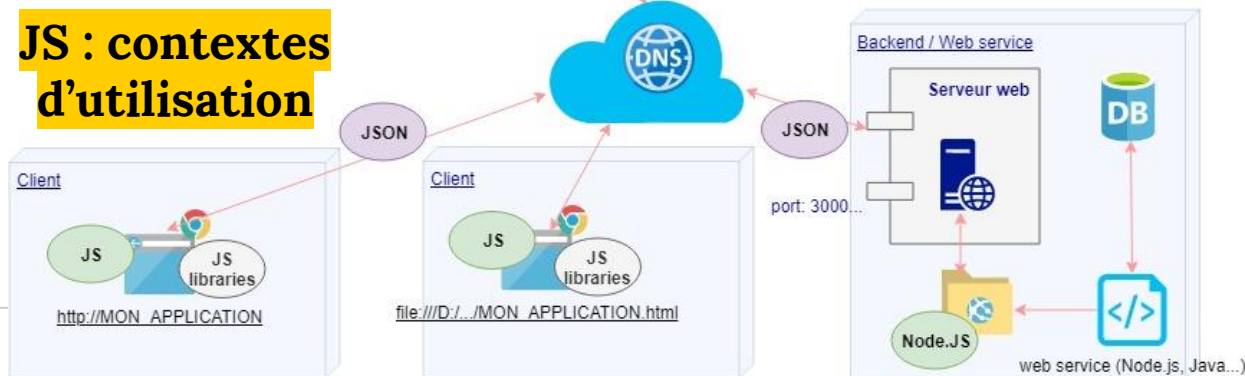 JS : contextes
d'utilisation
DNS
JSON
JSON
Client
JS
JS
libraries
http://MON_APPLICATION
Client
JS
JS
libraries
file:///D:/.../MON_APPLICATION.html
Backend / Web service
Serveur web
port: 3000...
DB
Node.JS
</>
web service (Node.js, Java...)